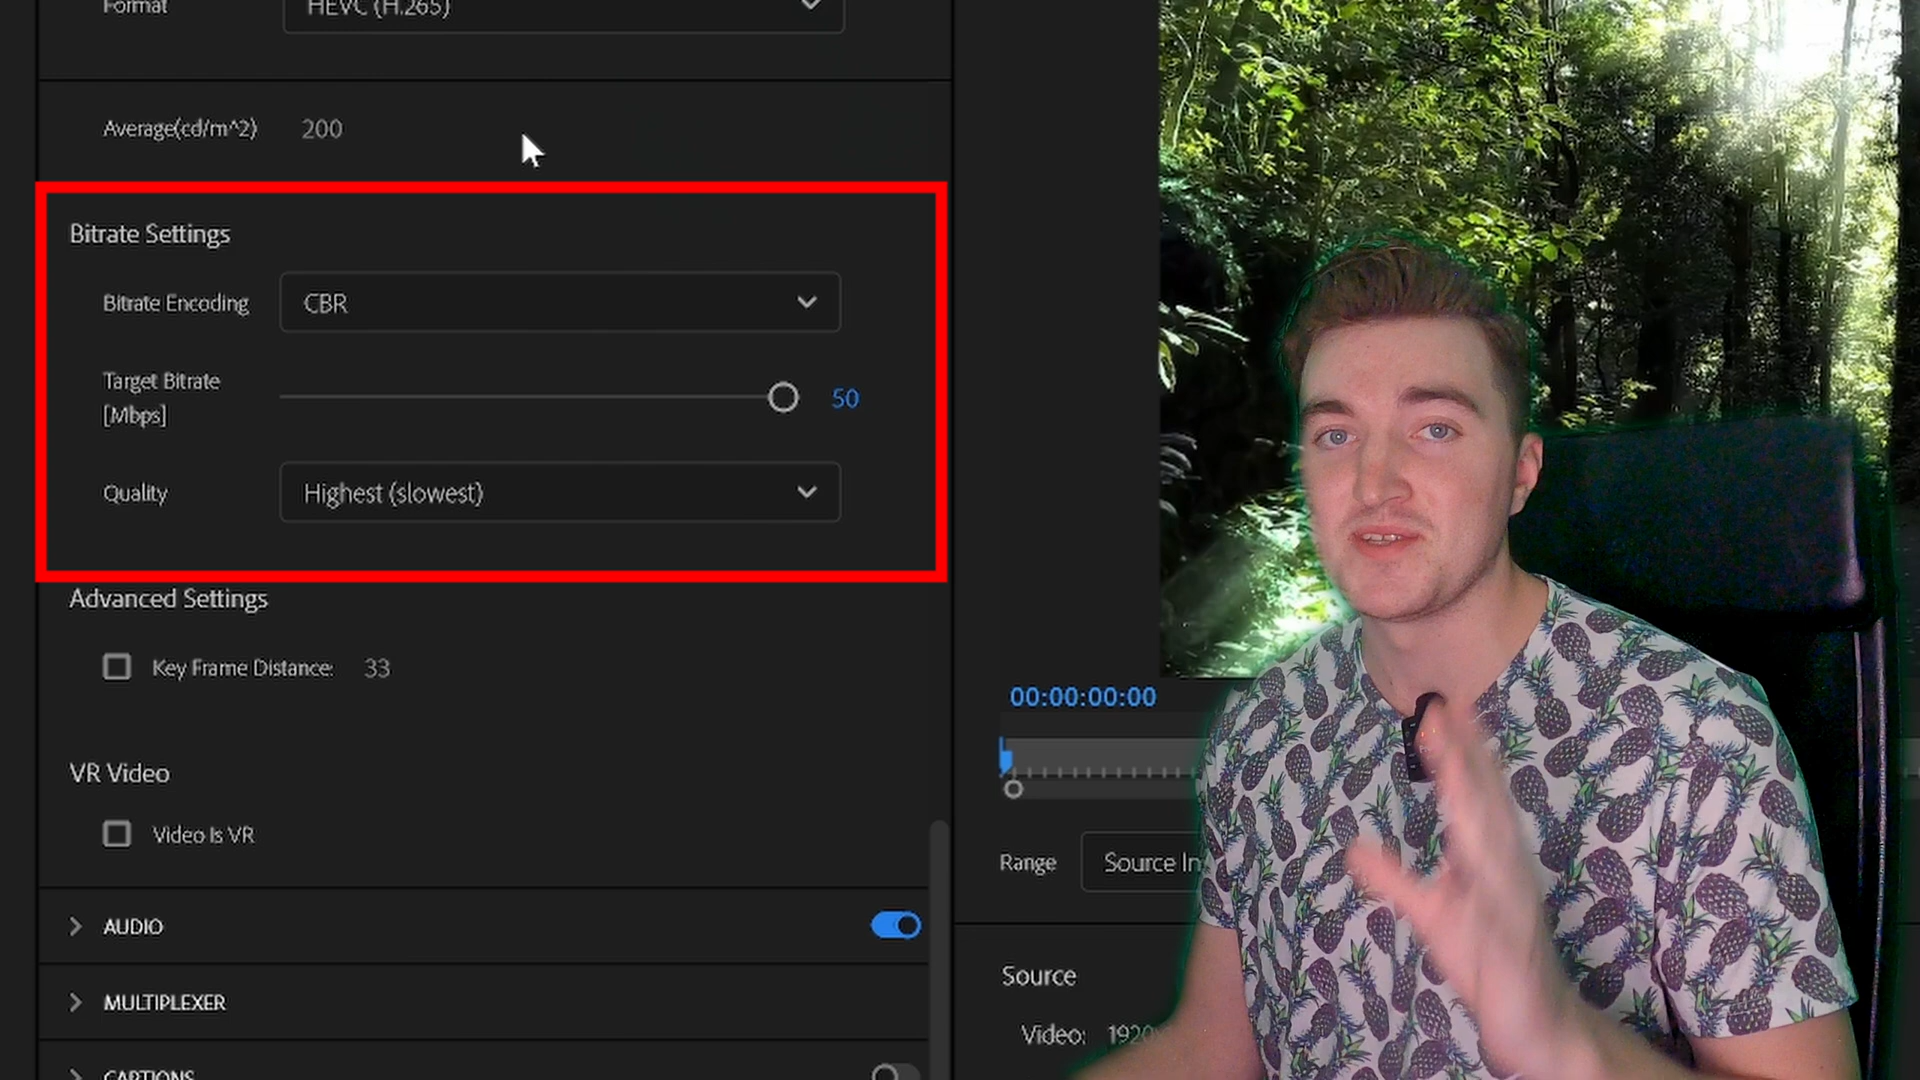 Format HEVC (H.265)
Average(cd/m^2) 200
Bitrate Settings
Bitrate Encoding CBR
Target Bitrate
[Mbps] 50
Quality Highest (slowest)
Advanced Settings
Key Frame Distance: 33
VR Video
Video Is VR
AUDIO
MULTIPLEXER
CAPTIONS
00:00:00:00
Range Source In
Source
Video: 1920